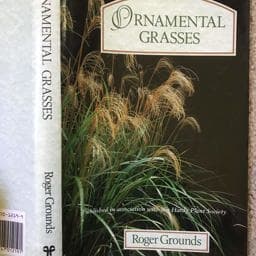 ORNAMENTAL
GRASSES
Published in association with the Hardy Plant Society
Roger Grounds
ORNAMENTAL GRASSES
Roger Grounds